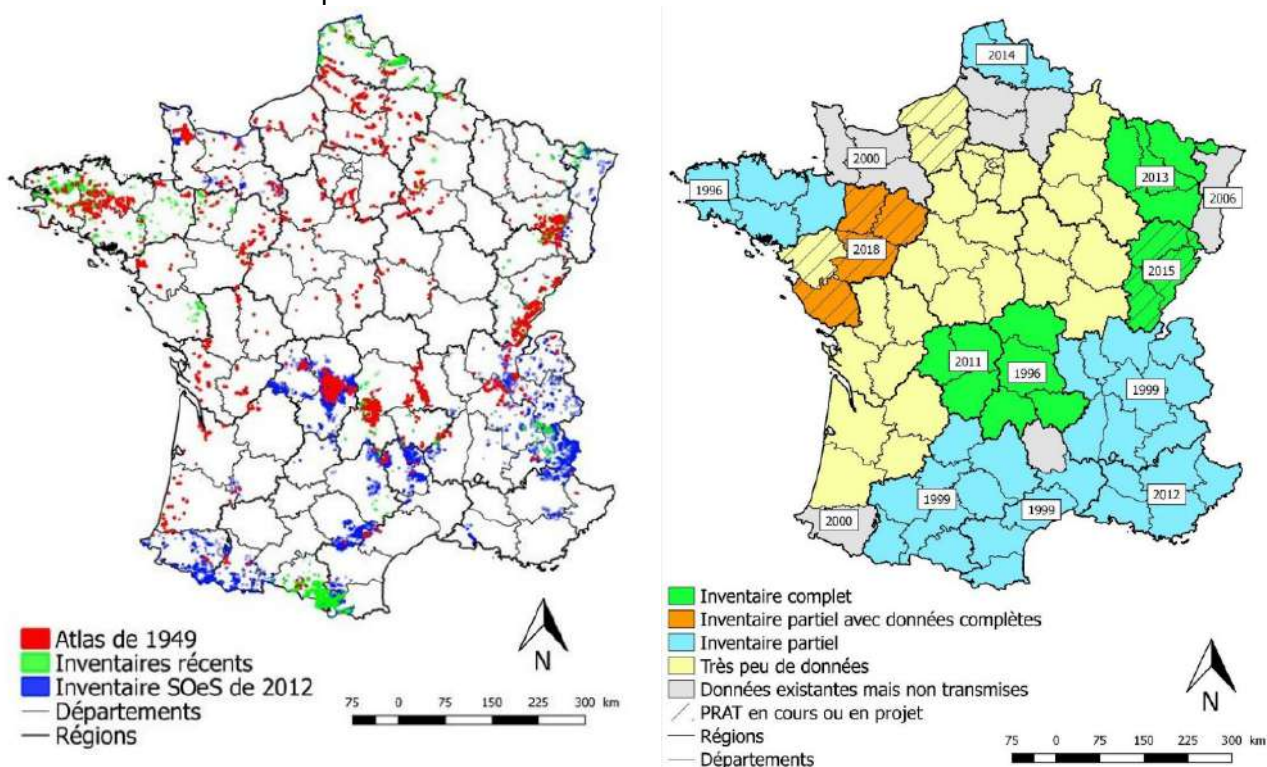 Atlas de 1949
Inventaires récents
Inventaire SOeS de 2012
Départements
Régions
N
75 0 75 150 225 300 km
2014
2000
1996
2013
2006
2018
2015
2011
1996
1999
1999
1999
2012
2000
Inventaire complet
Inventaire partiel avec données complètes
Inventaire partiel
Très peu de données
Données existantes mais non transmises
PRAT en cours ou en projet
Régions
Départements
N
75 0 75 150 225 300 km